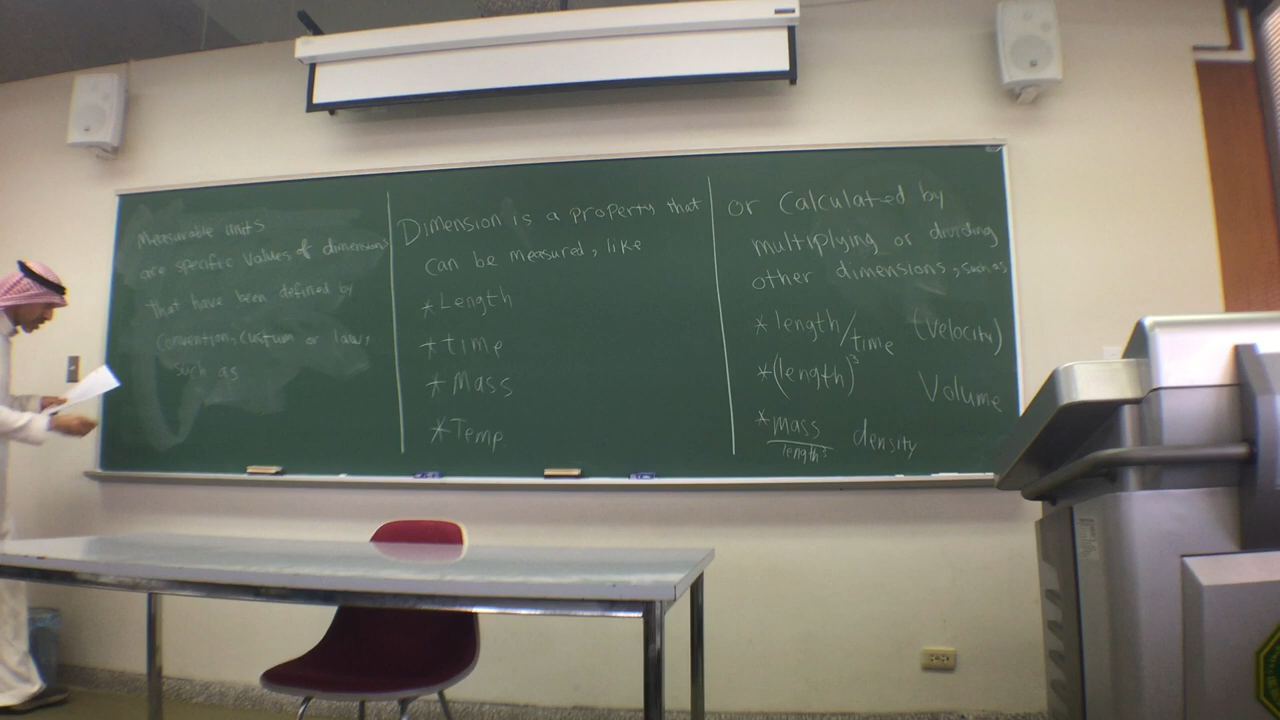 Measurable units
are specific values of dimensions
that have been defined by
convention, custum or law,
such as
Dimension is a property that
can be measured, like
*Length
*time
*Mass
*Temp
or Calculated by
multiplying or dividing
other dimensions, such as
*length/time (Velocity)
*(length)³ Volume
*mass density
length³